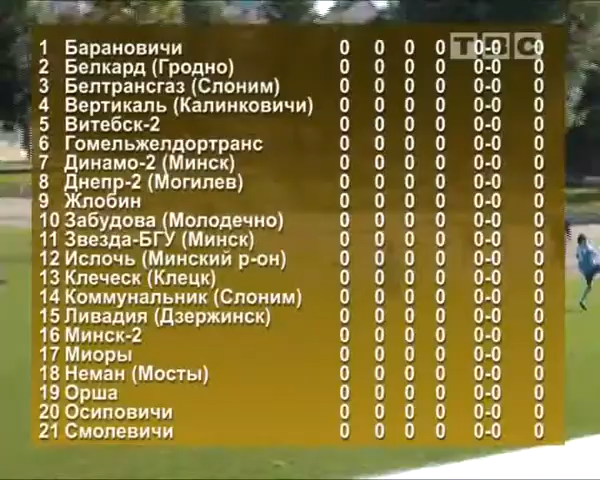 ТВС
1 Барановичи 0 0 0 0 0-0 0
2 Белкард (Гродно) 0 0 0 0 0-0 0
3 Белтрансгаз (Слоним) 0 0 0 0 0-0 0
4 Вертикаль (Калинковичи) 0 0 0 0 0-0 0
5 Витебск-2 0 0 0 0 0-0 0
6 Гомельжелдортранс 0 0 0 0 0-0 0
7 Динамо-2 (Минск) 0 0 0 0 0-0 0
8 Днепр-2 (Могилев) 0 0 0 0 0-0 0
9 Жлобин 0 0 0 0 0-0 0
10 Забудова (Молодечно) 0 0 0 0 0-0 0
11 Звезда-БГУ (Минск) 0 0 0 0 0-0 0
12 Ислочь (Минский р-он) 0 0 0 0 0-0 0
13 Клеческ (Клецк) 0 0 0 0 0-0 0
14 Коммунальник (Слоним) 0 0 0 0 0-0 0
15 Ливадия (Дзержинск) 0 0 0 0 0-0 0
16 Минск-2 0 0 0 0 0-0 0
17 Миоры 0 0 0 0 0-0 0
18 Неман (Мосты) 0 0 0 0 0-0 0
19 Орша 0 0 0 0 0-0 0
20 Осиповичи 0 0 0 0 0-0 0
21 Смолевичи 0 0 0 0 0-0 0